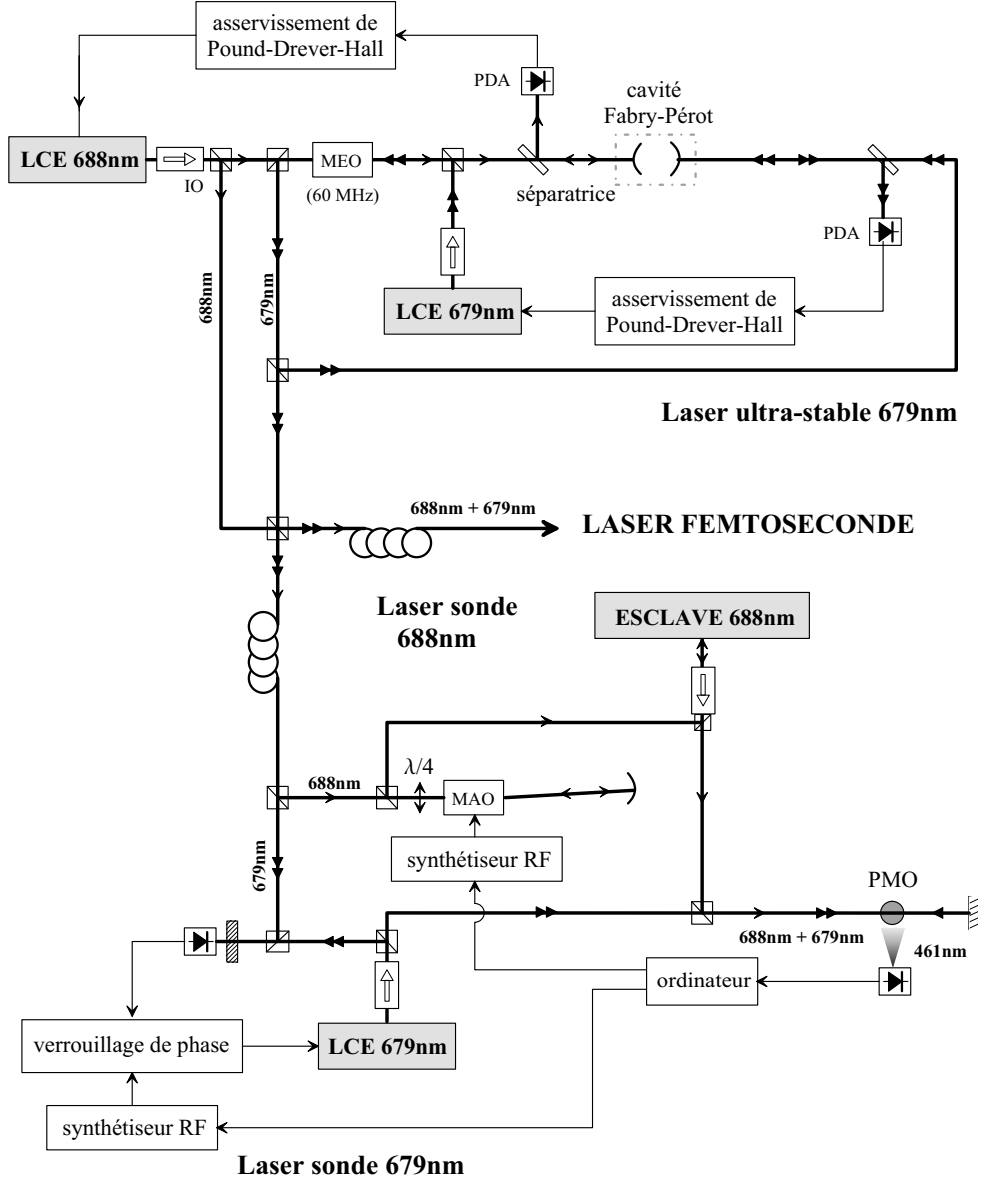 asservissement de
Pound-Drever-Hall
PDA
cavité
Fabry-Pérot
LCE 688nm
IO
MEO
(60 MHz)
séparatrice
PDA
688nm
679nm
LCE 679nm
asservissement de
Pound-Drever-Hall
Laser ultra-stable 679nm
688nm + 679nm
LASER FEMTOSECONDE
Laser sonde
688nm
ESCLAVE 688nm
688nm
λ/4
MAO
synthétiseur RF
679nm
PMO
688nm + 679nm
461nm
ordinateur
verrouillage de phase
LCE 679nm
synthétiseur RF
Laser sonde 679nm